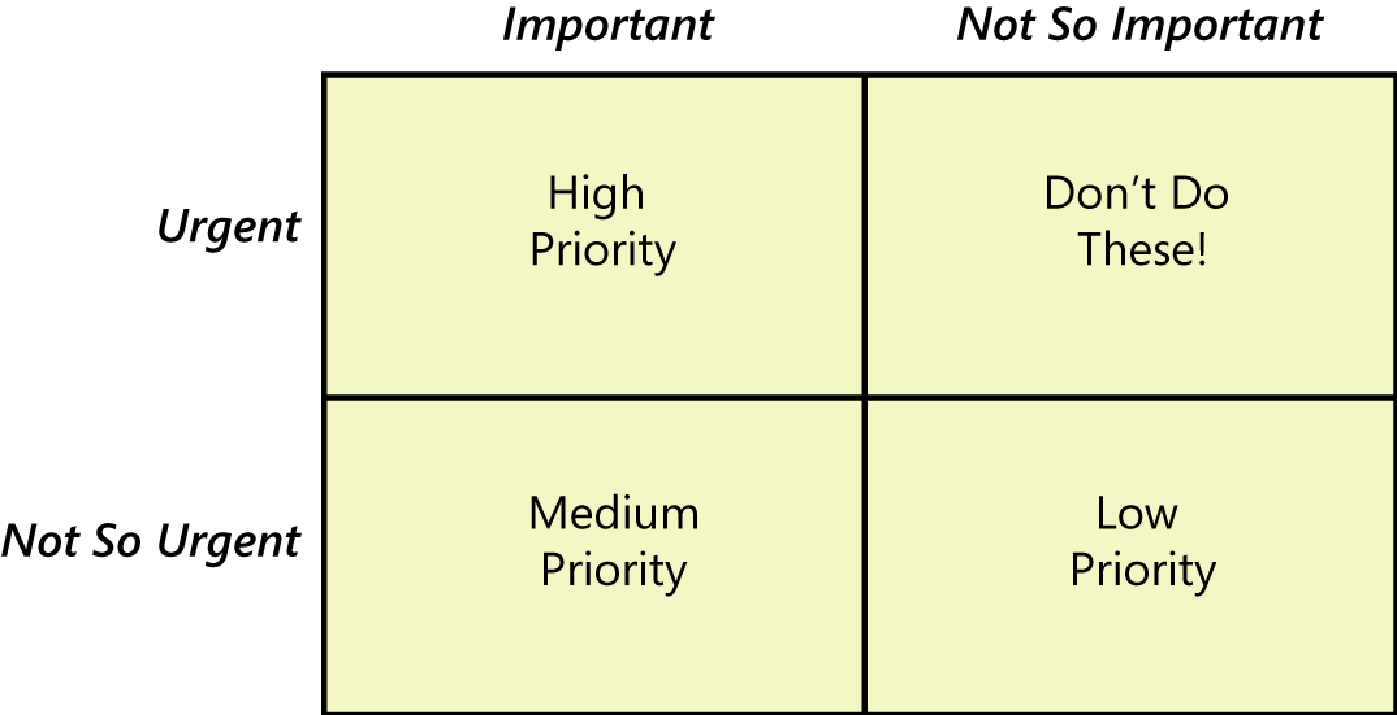 Important Not So Important
Urgent
High
Priority
Don't Do
These!
Not So Urgent
Medium
Priority
Low
Priority